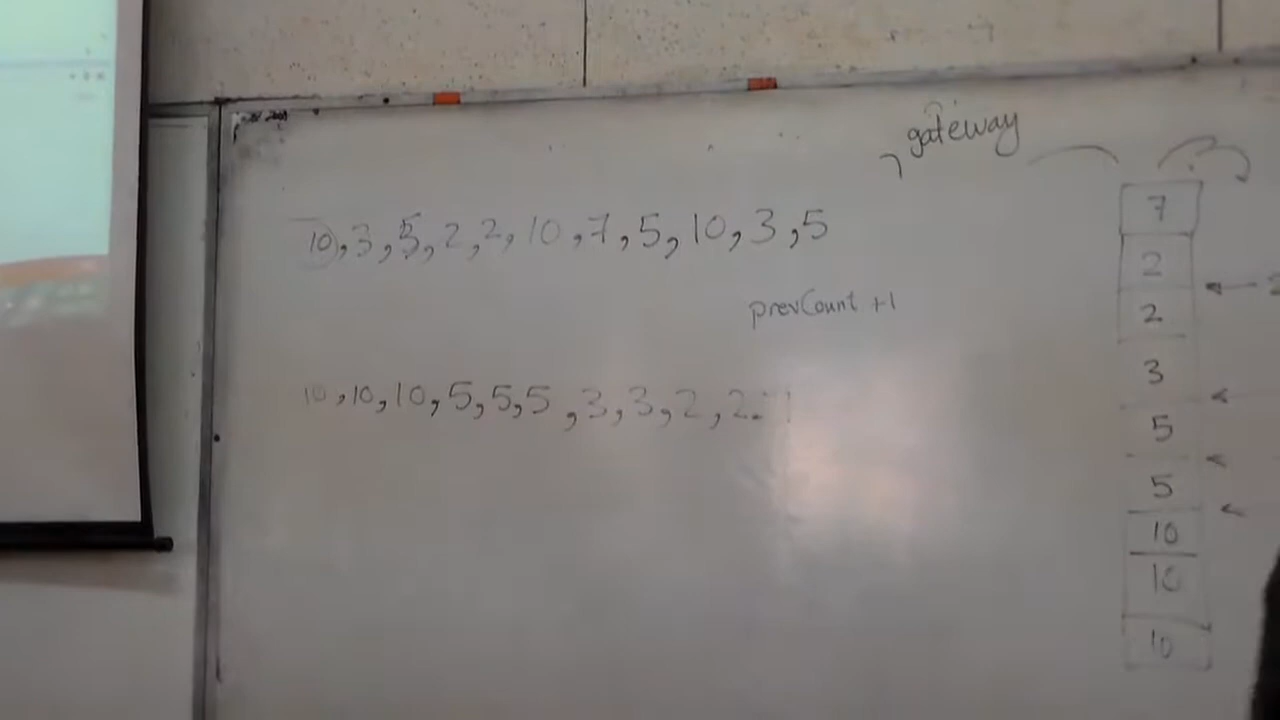 gateway
10, 3, 5, 2, 2, 10, 7, 5, 10, 3, 5
prevCount +1
10, 10, 10, 5, 5, 5, 3, 3, 2, 2
7
2
2
3
5
5
10
10
10